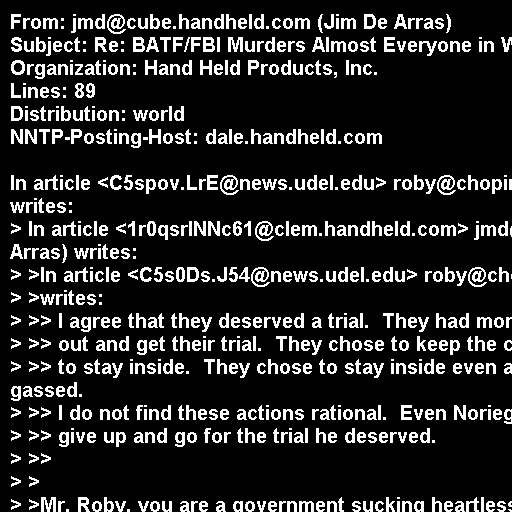 From: jmd@cube.handheld.com (Jim De Arras)
Subject: Re: BATF/FBI Murders Almost Everyone in
Organization: Hand Held Products, Inc.
Lines: 89
Distribution: world
NNTP-Posting-Host: dale.handheld.com

In article <C5spov.LrE@news.udel.edu> roby@chopin
writes:
> In article <1r0qsrINNc61@clem.handheld.com> jmd@
Arras) writes:
> >In article <C5s0Ds.J54@news.udel.edu> roby@cho
> >writes:
> >> I agree that they deserved a trial.  They had mor
> >> out and get their trial.  They chose to keep the c
> >> to stay inside.  They chose to stay inside even a
gassed.
> >> I do not find these actions rational.  Even Norieg
> >> give up and go for the trial he deserved.
> >>
> >
> >Mr. Roby, you are a government sucking heartless